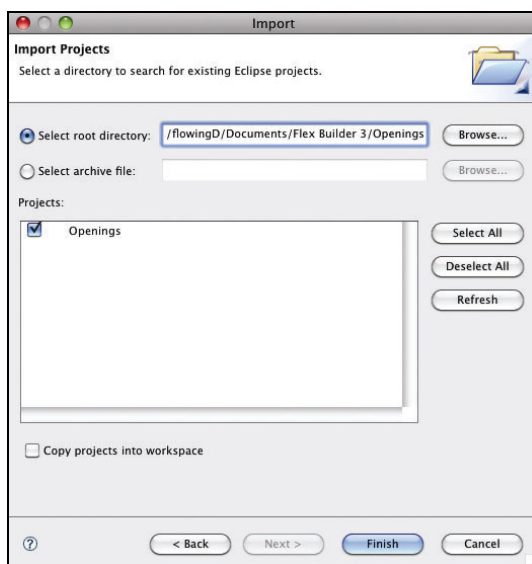 Import
Import Projects
Select a directory to search for existing Eclipse projects.
Select root directory: /flowingD/Documents/Flex Builder 3/Openings Browse...
Select archive file: Browse...
Projects:
Openings
Select All
Deselect All
Refresh
Copy projects into workspace
? < Back Next > Finish Cancel